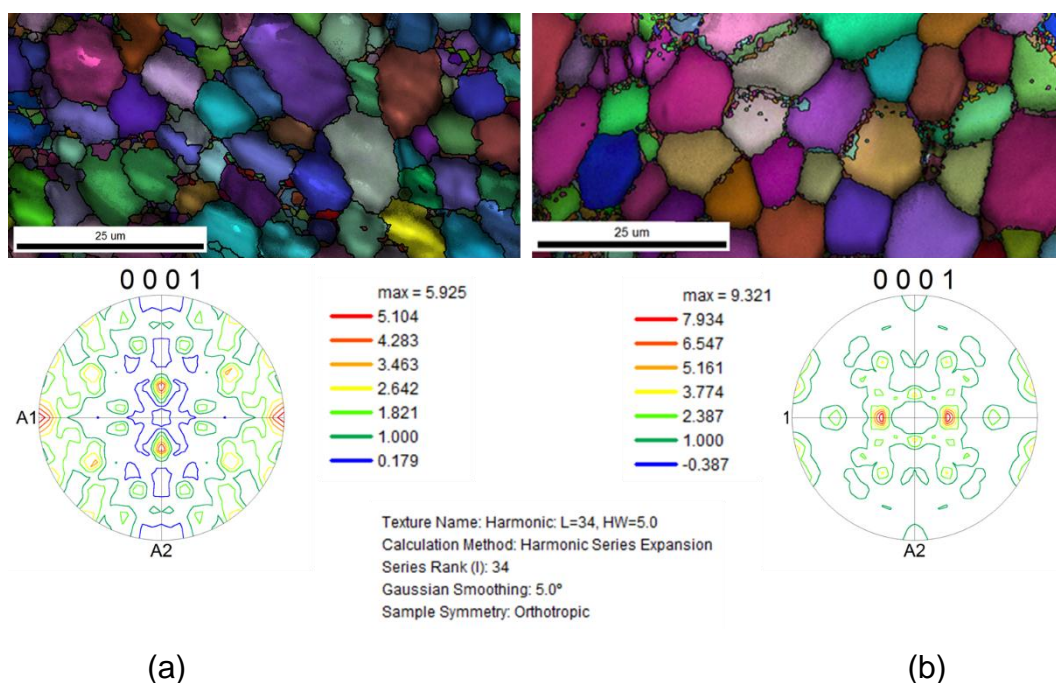 25 um
25 um
0 0 0 1
A1
A2
max = 5.925
5.104
4.283
3.463
2.642
1.821
1.000
0.179
max = 9.321
7.934
6.547
5.161
3.774
2.387
1.000
-0.387
0 0 0 1
1
A2
Texture Name: Harmonic: L=34, HW=5.0
Calculation Method: Harmonic Series Expansion
Series Rank (l): 34
Gaussian Smoothing: 5.0°
Sample Symmetry: Orthotropic
(a)
(b)